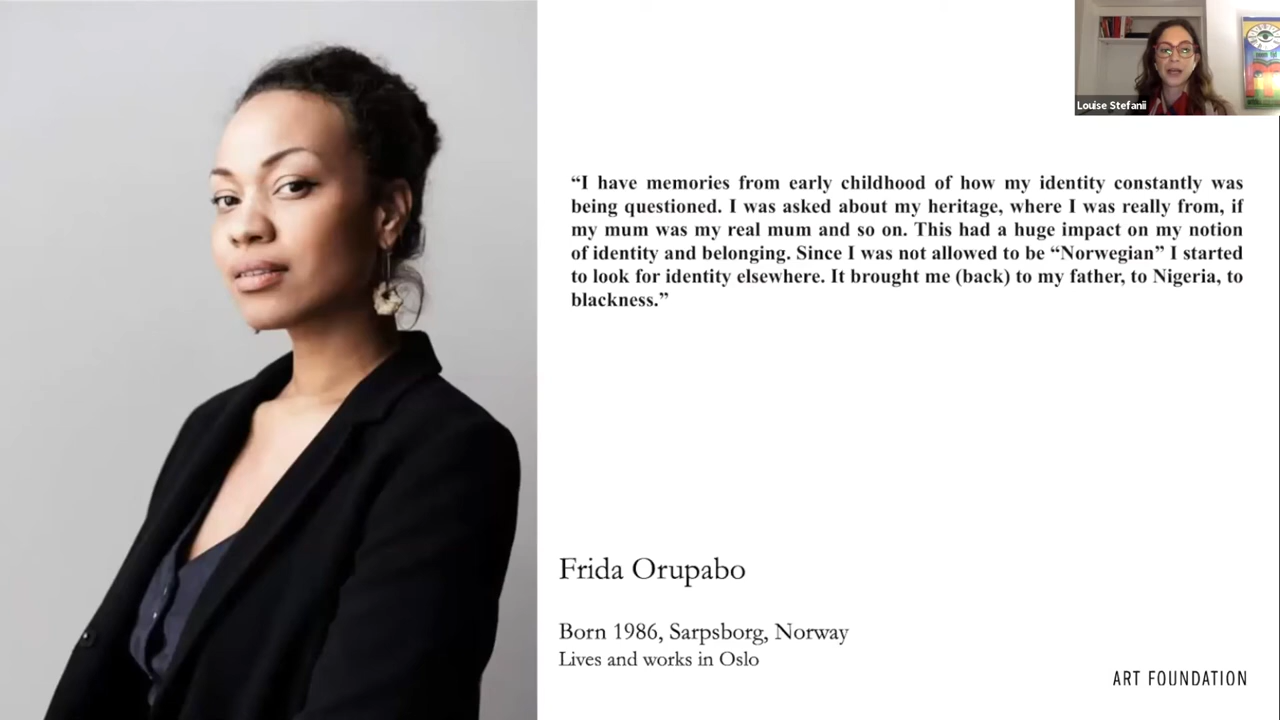 Louise Stefanii
“I have memories from early childhood of how my identity constantly was
being questioned. I was asked about my heritage, where I was really from, if
my mum was my real mum and so on. This had a huge impact on my notion
of identity and belonging. Since I was not allowed to be “Norwegian” I started
to look for identity elsewhere. It brought me (back) to my father, to Nigeria, to
blackness.”
Frida Orupabo
Born 1986, Sarpsborg, Norway
Lives and works in Oslo
ART FOUNDATION